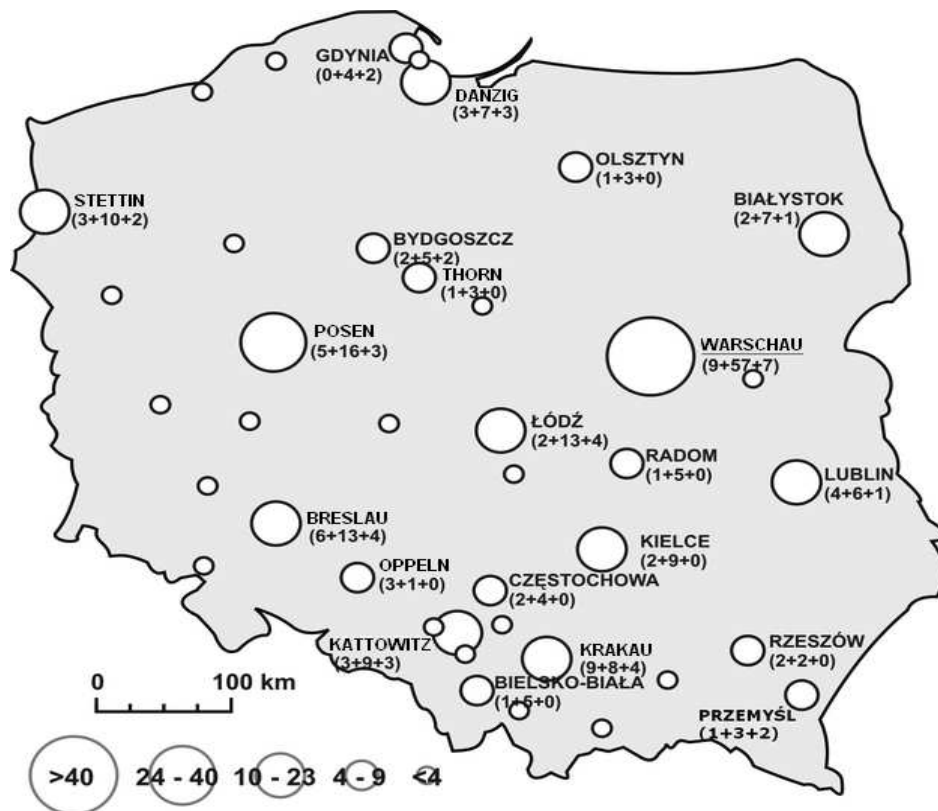 GDYNIA
(0+4+2)
DANZIG
(3+7+3)
OLSZTYN
(1+3+0)
STETTIN
(3+10+2)
BIAŁYSTOK
(2+7+1)
BYDGOSZCZ
(2+5+2)
THORN
(1+3+0)
POSEN
(5+16+3)
WARSCHAU
(9+57+7)
ŁÓDŹ
(2+13+4)
RADOM
(1+5+0)
LUBLIN
(4+6+1)
BRESLAU
(6+13+4)
KIELCE
(2+9+0)
OPPELN
(3+1+0)
CZĘSTOCHOWA
(2+4+0)
KATTOWITZ
(3+9+3)
KRAKAU
(9+8+4)
RZESZÓW
(2+2+0)
BIELSKO-BIAŁA
(1+5+0)
PRZEMYŚL
(1+3+2)
0 100 km
>40 24 - 40 10 - 23 4 - 9 <4